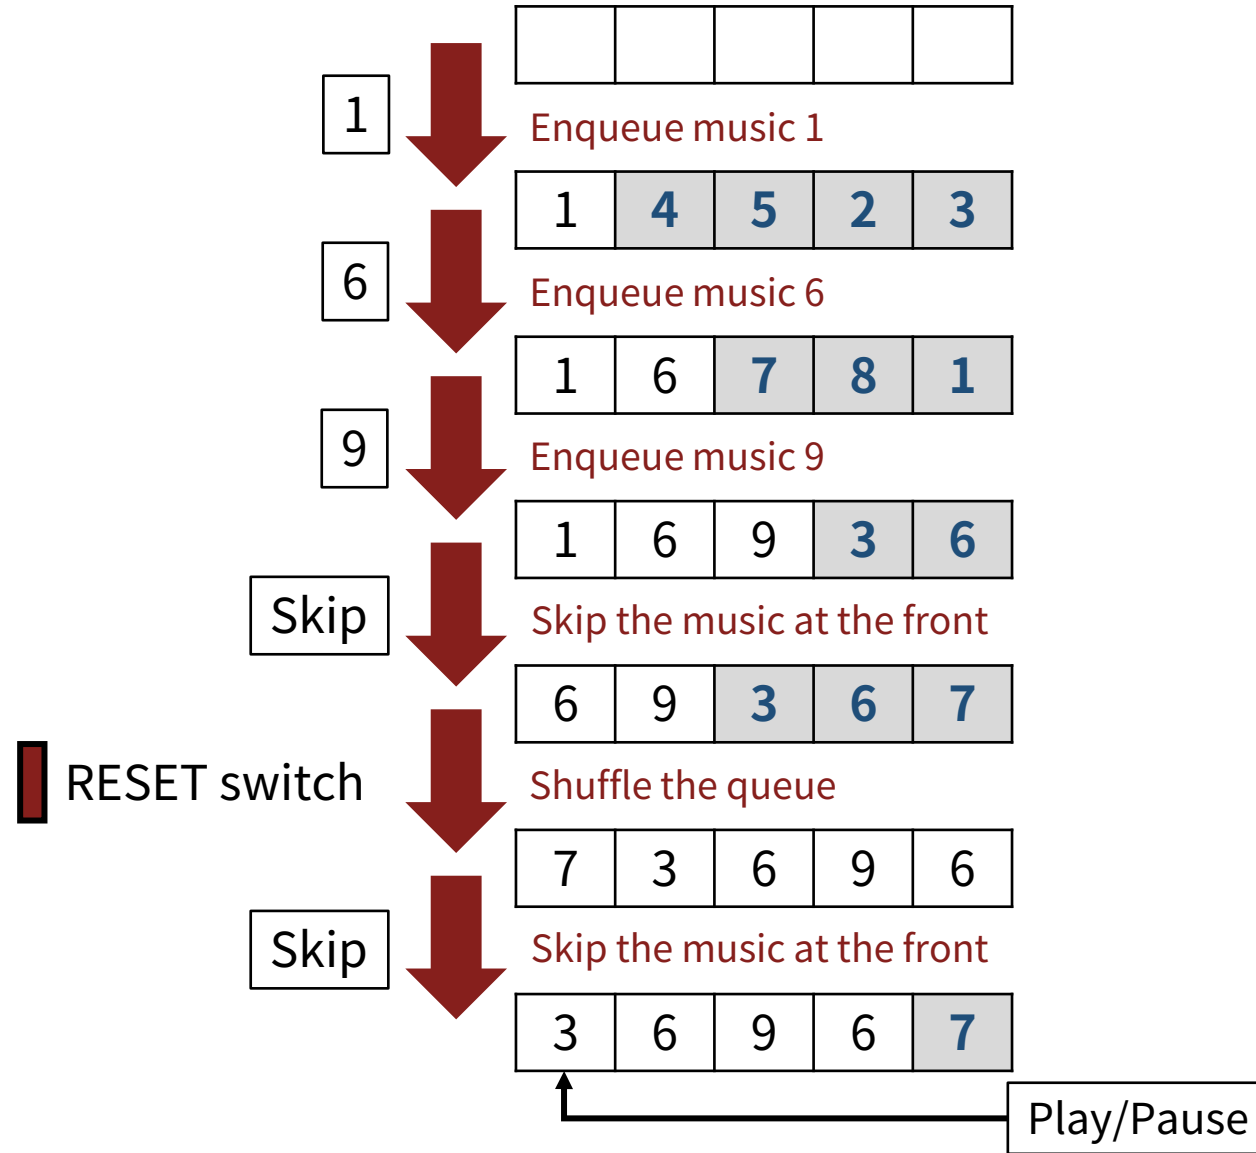 1
Enqueue music 1
1 4 5 2 3
6
Enqueue music 6
1 6 7 8 1
9
Enqueue music 9
1 6 9 3 6
Skip
Skip the music at the front
6 9 3 6 7
RESET switch
Shuffle the queue
7 3 6 9 6
Skip
Skip the music at the front
3 6 9 6 7
Play/Pause